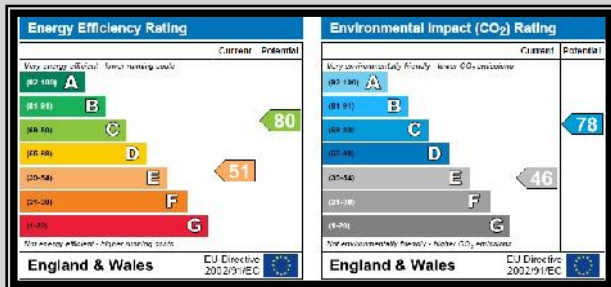 Energy Efficiency Rating
Current Potential
Very energy efficient - lower running costs
(92-100) A
(81-91) B
(69-80) C
(55-68) D
(39-54) E
(21-38) F
(1-20) G
80
51
Not energy efficient - higher running costs
England & Wales
EU Directive
2002/91/EC
Environmental Impact (CO₂) Rating
Current Potential
Very environmentally friendly - lower CO₂ emissions
(92-100) A
(81-91) B
(69-80) C
(55-68) D
(39-54) E
(21-38) F
(1-20) G
78
46
Not environmentally friendly - higher CO₂ emissions
England & Wales
EU Directive
2002/91/EC